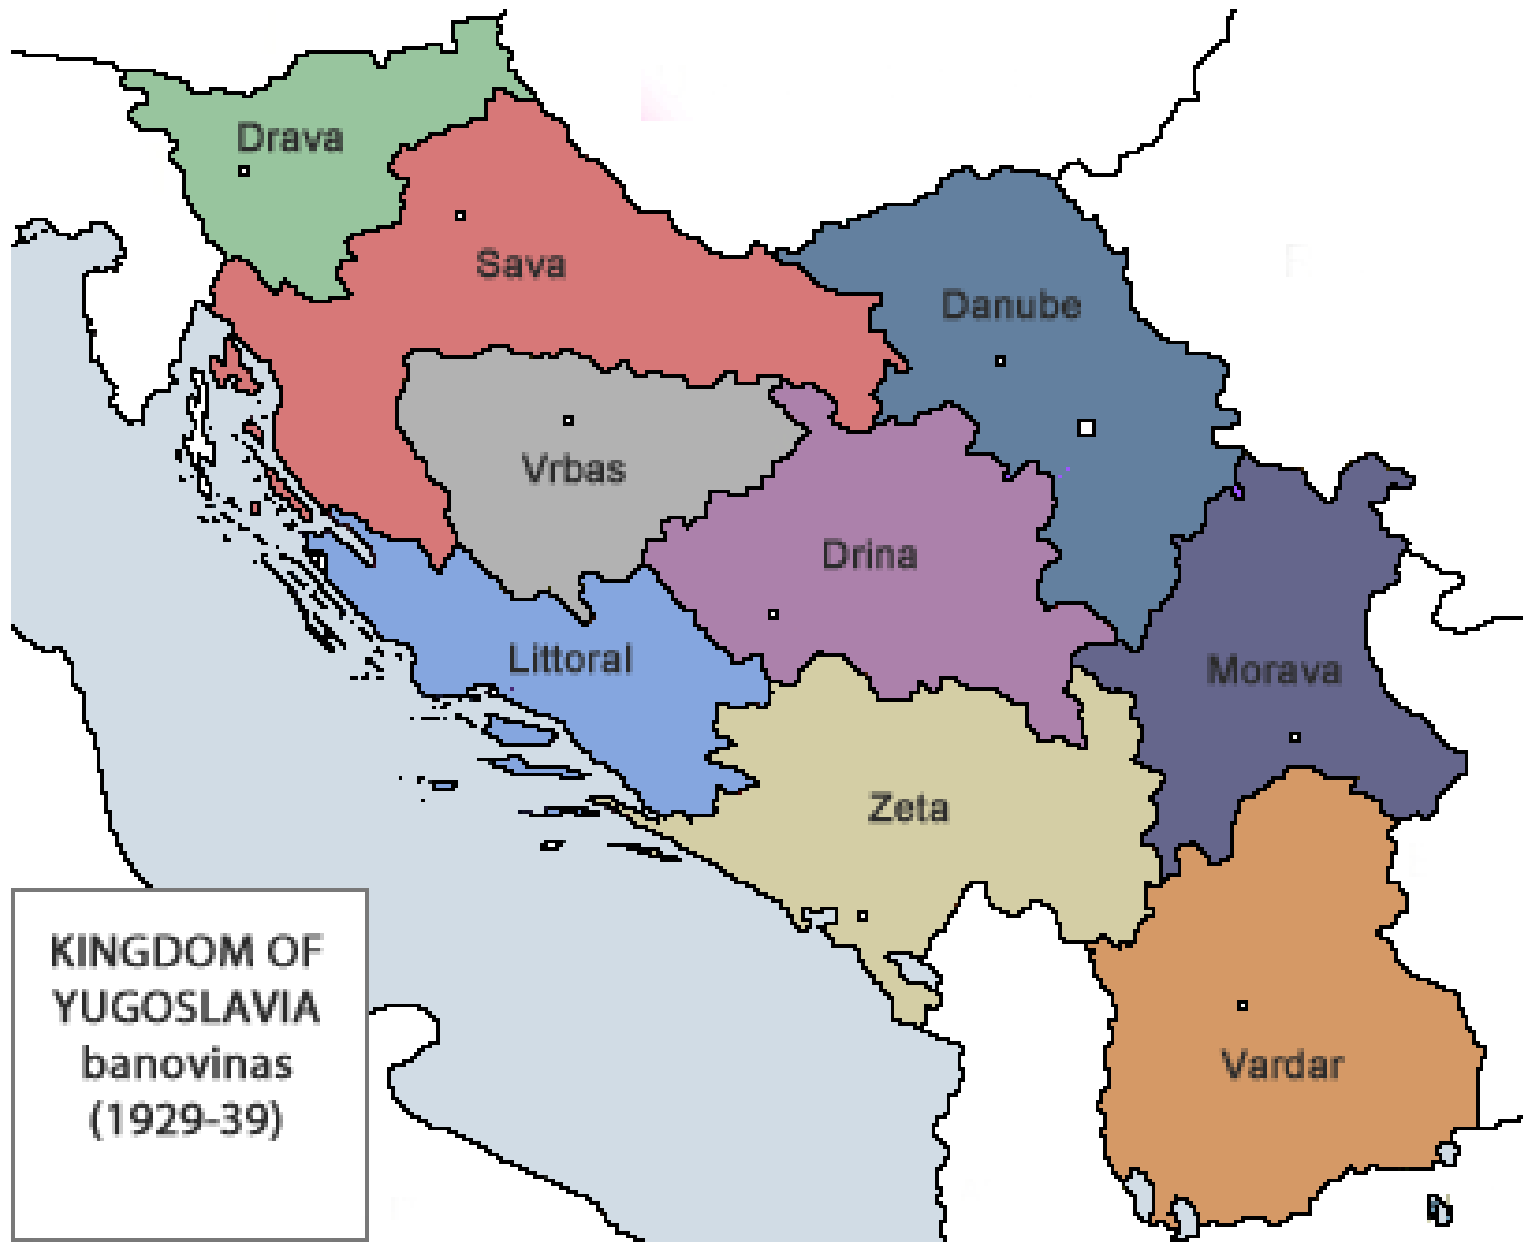 Drava
Sava
Danube
Vrbas
Drina
Littoral
Morava
Zeta
Vardar
KINGDOM OF
YUGOSLAVIA
banovinas
(1929-39)